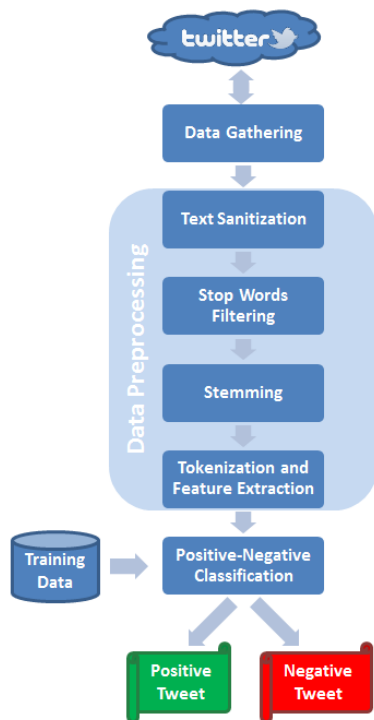 twitter
Data Gathering
Data Preprocessing
Text Sanitization
Stop Words
Filtering
Stemming
Tokenization and
Feature Extraction
Training
Data
Positive-Negative
Classification
Positive
Tweet
Negative
Tweet